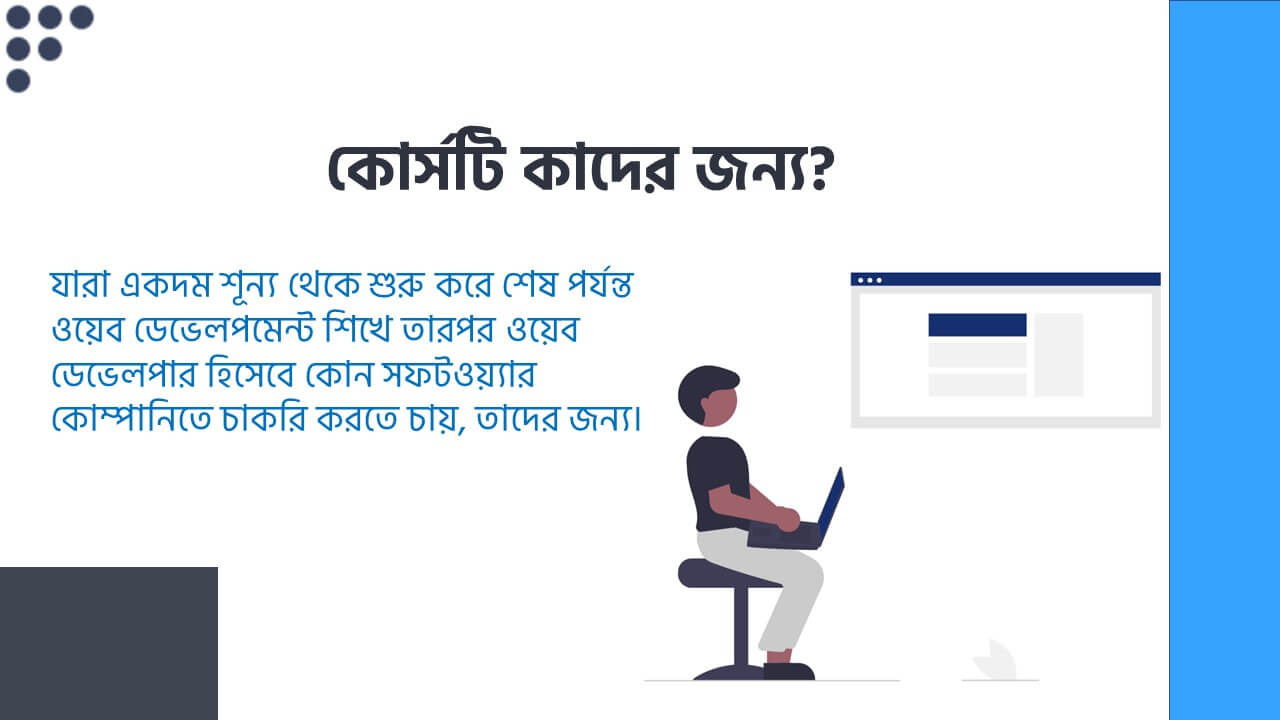 কোর্সটি কাদের জন্য?
যারা একদম শূন্য থেকে শুরু করে শেষ পর্যন্ত
ওয়েব ডেভেলপমেন্ট শিখে তারপর ওয়েব
ডেভেলপার হিসেবে কোন সফটওয়্যার
কোম্পানিতে চাকরি করতে চায়, তাদের জন্য।